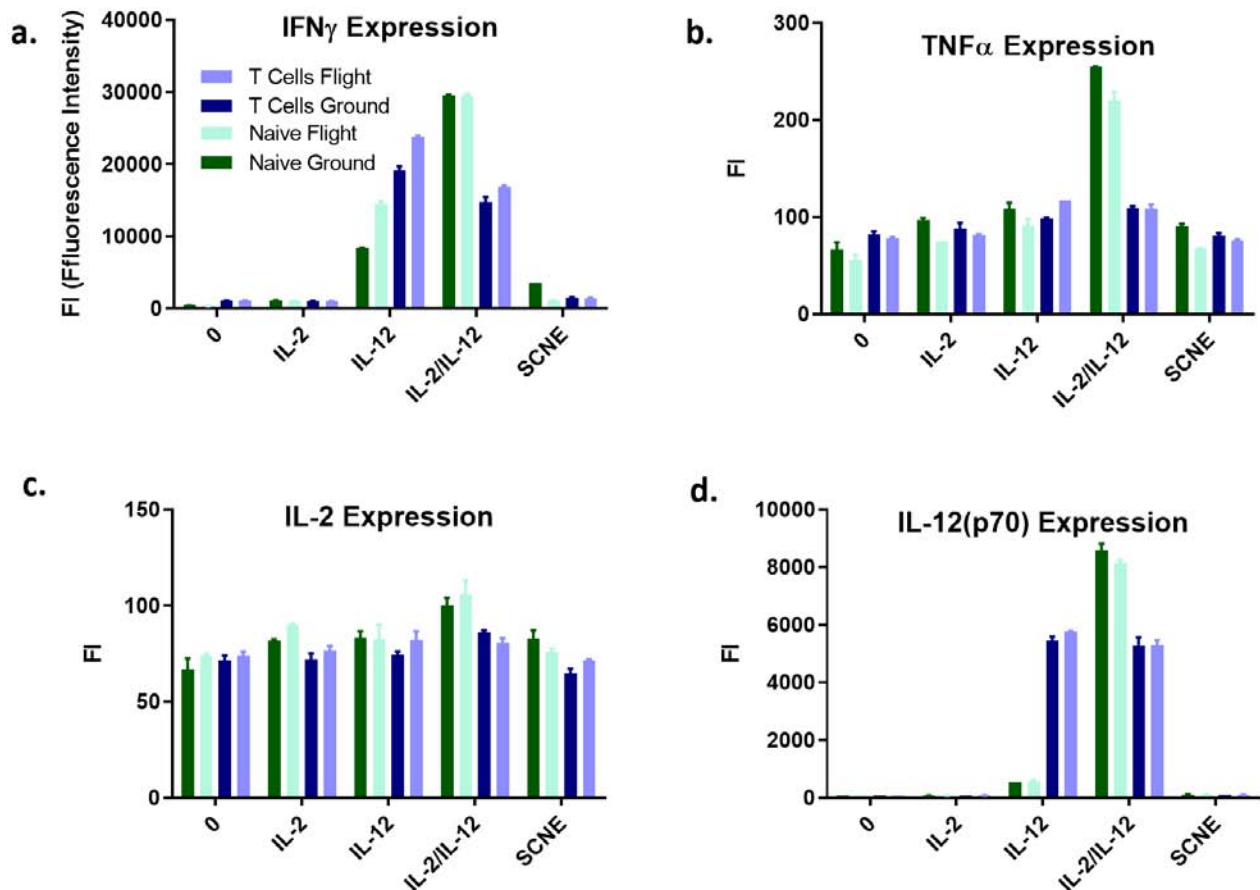 a.
IFNγ Expression
FI (Ffluorescence Intensity)
40000
30000
20000
10000
0
T Cells Flight
T Cells Ground
Naive Flight
Naive Ground
0
IL-2
IL-12
IL-2/IL-12
SCNE
b.
TNFα Expression
FI
300
200
100
0
0
IL-2
IL-12
IL-2/IL-12
SCNE
c.
IL-2 Expression
FI
150
100
50
0
0
IL-2
IL-12
IL-2/IL-12
SCNE
d.
IL-12(p70) Expression
FI
10000
8000
6000
4000
2000
0
0
IL-2
IL-12
IL-2/IL-12
SCNE